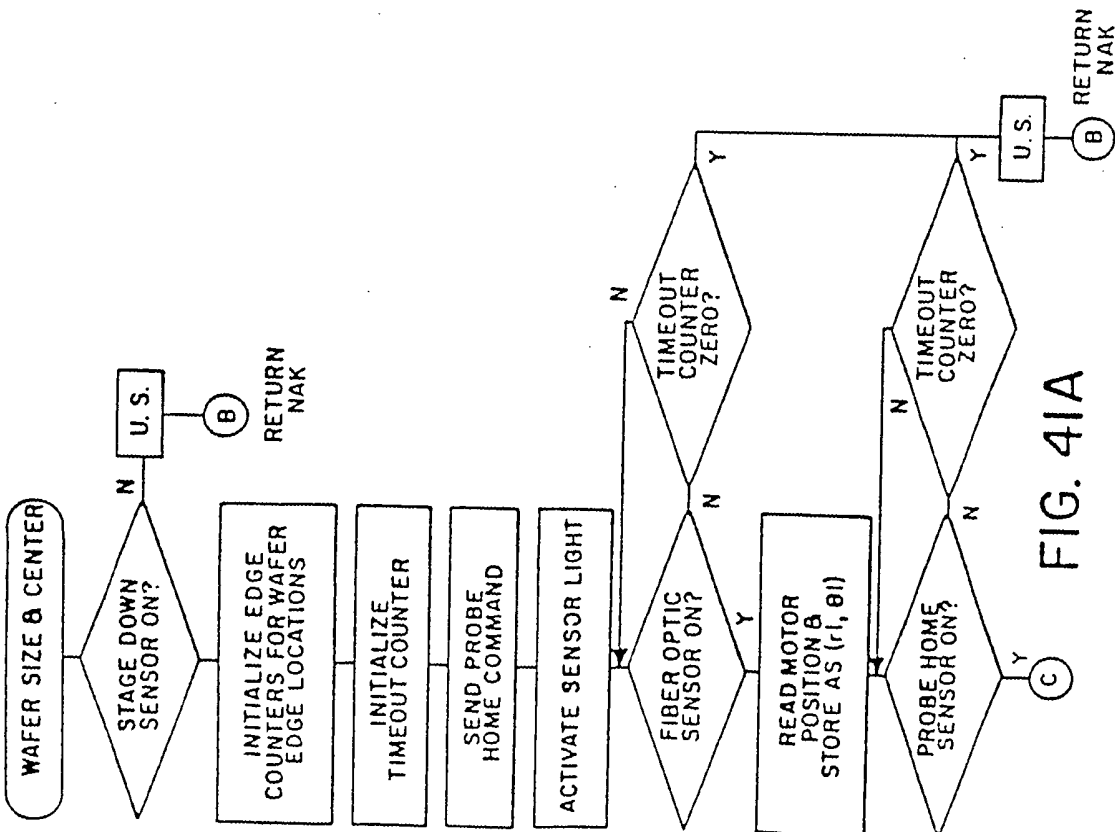 WAFER SIZE & CENTER
STAGE DOWN
SENSOR ON?
N
U.S.
B
RETURN
NAK
INITIALIZE EDGE
COUNTERS FOR WAFER
EDGE LOCATIONS
INITIALIZE
TIMEOUT COUNTER
SEND PROBE
HOME COMMAND
ACTIVATE SENSOR LIGHT
FIBER OPTIC
SENSOR ON?
N
Y
TIMEOUT
COUNTER
ZERO?
N
Y
READ MOTOR
POSITION &
STORE AS (r1, θ1)
PROBE HOME
SENSOR ON?
N
Y
C
TIMEOUT
COUNTER
ZERO?
N
Y
U.S.
B
RETURN
NAK
FIG. 41A